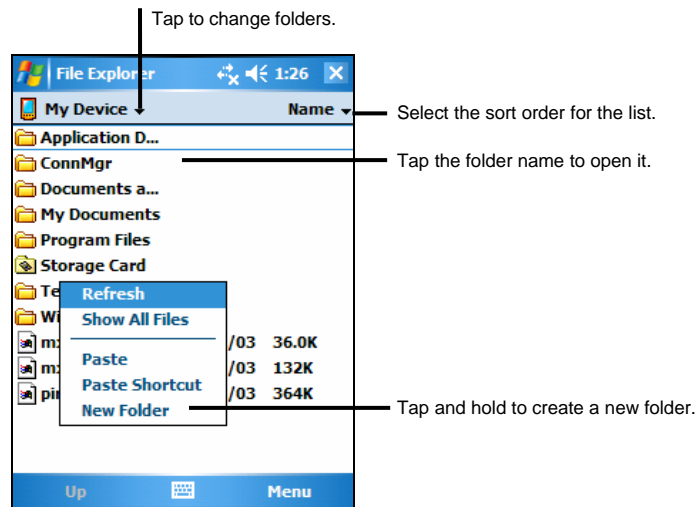 Tap to change folders.
File Explorer 1:26
My Device Name
Select the sort order for the list.
Application D...
ConnMgr
Tap the folder name to open it.
Documents a...
My Documents
Program Files
Storage Card
Te
Wi
Refresh
Show All Files
Paste
Paste Shortcut
New Folder
/03 36.0K
/03 132K
pin /03 364K
Tap and hold to create a new folder.
Up Menu